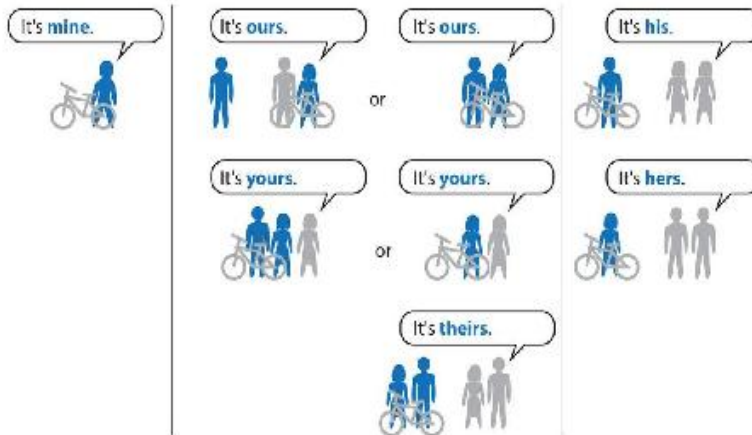 It's mine.
It's ours.
It's ours.
It's his.
or
It's yours.
It's yours.
It's hers.
or
It's theirs.